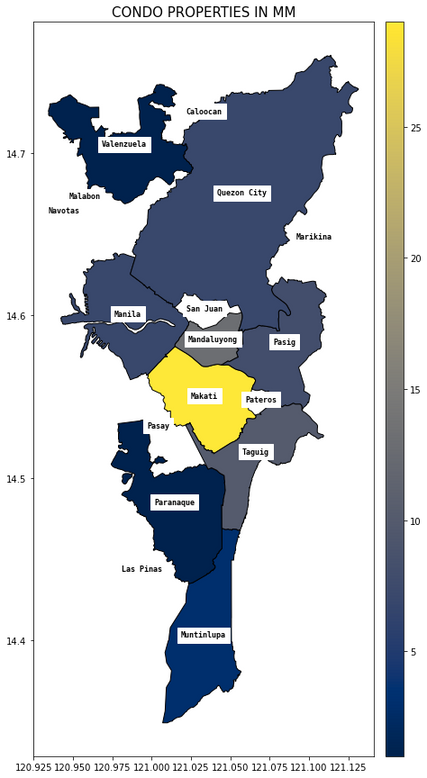 CONDO PROPERTIES IN MM
Caloocan
Valenzuela
14.7
25
Quezon City
Malabon
Navotas
Marikina
20
San Juan
Manila
14.6
Mandaluyong
Pasig
15
Makati
Pateros
Pasay
Taguig
14.5
Paranaque
10
Las Pinas
5
14.4
Muntinlupa
120.925 120.950 120.975 121.000 121.025 121.050 121.075 121.100 121.125